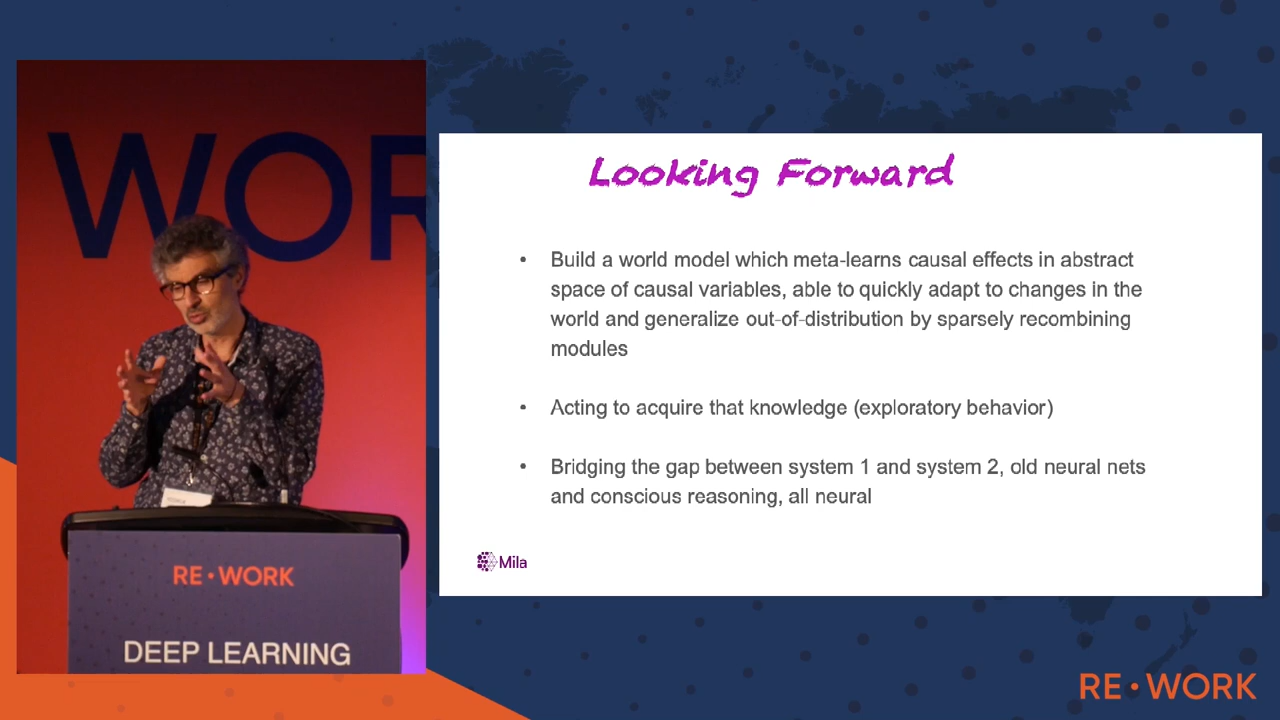 WOR
RE•WORK
DEEP LEARNING
Looking Forward
• Build a world model which meta-learns causal effects in abstract
space of causal variables, able to quickly adapt to changes in the
world and generalize out-of-distribution by sparsely recombining
modules
• Acting to acquire that knowledge (exploratory behavior)
• Bridging the gap between system 1 and system 2, old neural nets
and conscious reasoning, all neural
Mila
RE•WORK